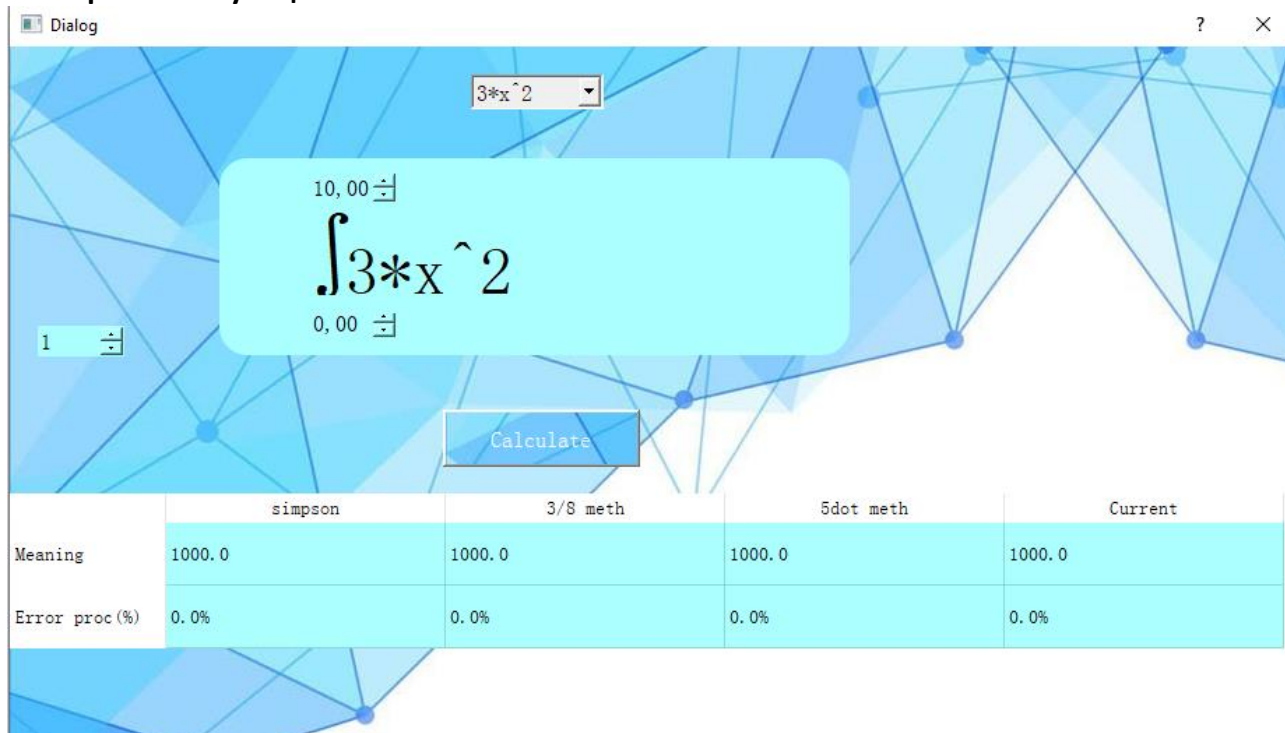 Dialog
?
3*x^2
10,00
∫3*x^2
0,00
1
Calculate
simpson 3/8 meth 5dot meth Current
Meaning 1000.0 1000.0 1000.0 1000.0
Error proc(%) 0.0% 0.0% 0.0% 0.0%